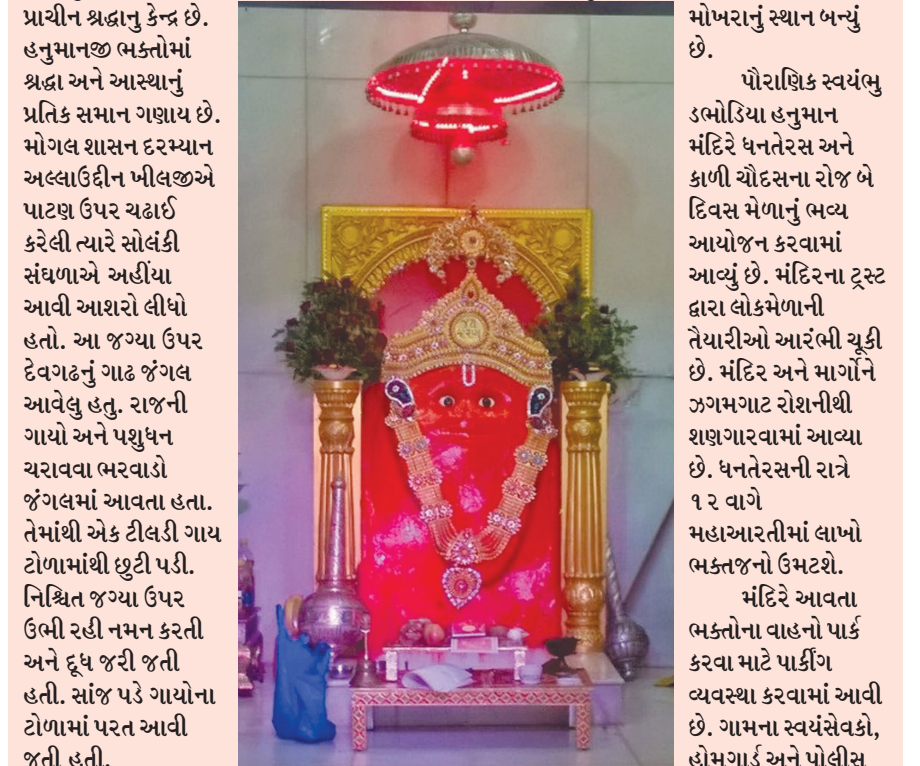 પ્રાચીન શ્રદ્ધાનુ કેન્દ્ર છે.
હનુમાનજી ભક્તોમાં
શ્રદ્ધા અને આસ્થાનું
પ્રતિક સમાન ગણાય છે.
મોગલ શાસન દરમ્યાન
અલ્લાઉદ્દીન ખીલજીએ
પાટણ ઉપર ચઢાઈ
કરેલી ત્યારે સોલંકી
સંઘળાએ અહીંયા
આવી આશરો લીધો
હતો. આ જગ્યા ઉપર
દેવગઢનું ગાઢ જંગલ
આવેલુ હતુ. રાજની
ગાયો અને પશુધન
ચરાવવા ભરવાડો
જંગલમાં આવતા હતા.
તેમાંથી એક ટીલડી ગાય
ટોળામાંથી છુટી પડી.
નિશ્ચિત જગ્યા ઉપર
ઉભી રહી નમન કરતી
અને દૂધ જરી જતી
હતી. સાંજ પડે ગાયોના
ટોળામાં પરત આવી
જતી હતી.
મોખરાનું સ્થાન બન્યું
છે.
પૌરાણિક સ્વયંભુ
ડભોડિયા હનુમાન
મંદિરે ધનતેરસ અને
કાળી ચૌદસના રોજ બે
દિવસ મેળાનું ભવ્ય
આયોજન કરવામાં
આવ્યું છે. મંદિરના ટ્રસ્ટ
દ્વારા લોકમેળાની
તૈયારીઓ આરંભી ચૂકી
છે. મંદિર અને માર્ગોને
ઝગમગાટ રોશનીથી
શણગારવામાં આવ્યા
છે. ધનતેરસની રાત્રે
૧૨ વાગે
મહાઆરતીમાં લાખો
ભક્તજનો ઉમટશે.
મંદિરે આવતા
ભક્તોના વાહનો પાર્ક
કરવા માટે પાર્કીંગ
વ્યવસ્થા કરવામાં આવી
છે. ગામના સ્વયંસેવકો,
હોમગાર્ડ અને પોલીસ